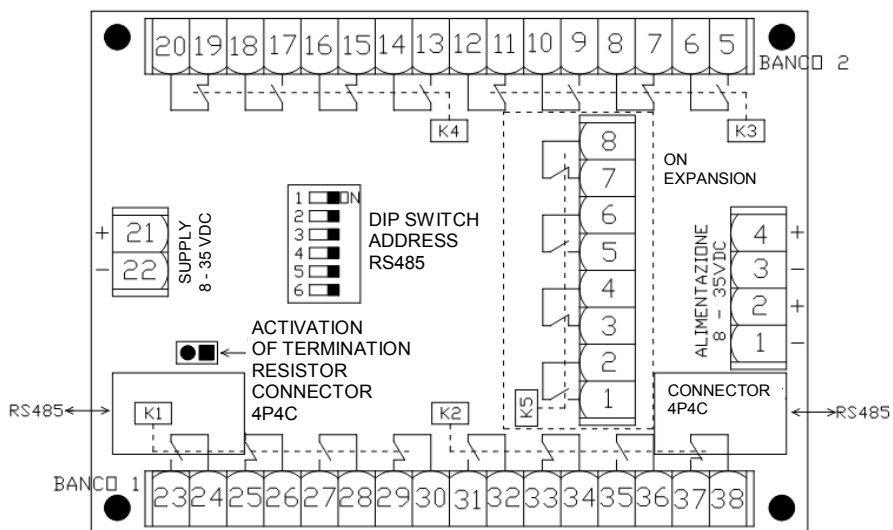 20 19 18 17 16 15 14 13 12 11 10 9 8 7 6 5
BANCO 2
K4
K3
8
7
6
5
4
3
2
1
ON
EXPANSION
K5
1 ON
2
3
4
5
6
DIP SWITCH
ADDRESS
RS485
+ 21
- 22
SUPPLY
8 - 35 VDC
ALIMENTAZIONE
8 - 35VDC
4 +
3 -
2 +
1 -
ACTIVATION
OF TERMINATION
RESISTOR
CONNECTOR
4P4C
CONNECTOR
4P4C
RS485
RS485
K1
K2
BANCO 1
23 24 25 26 27 28 29 30 31 32 33 34 35 36 37 38